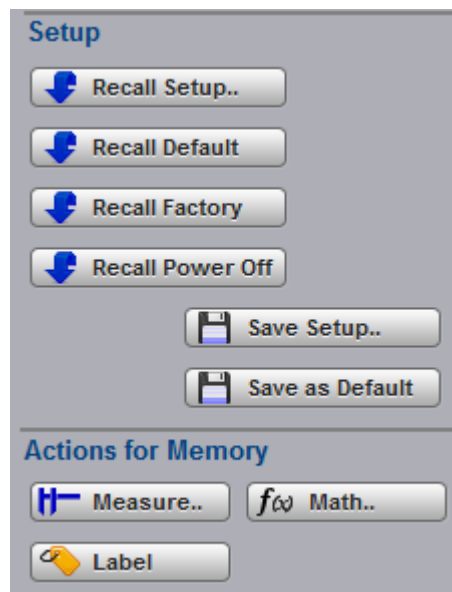 Setup
Recall Setup..
Recall Default
Recall Factory
Recall Power Off
Save Setup..
Save as Default
Actions for Memory
Measure.. f(x) Math..
Label